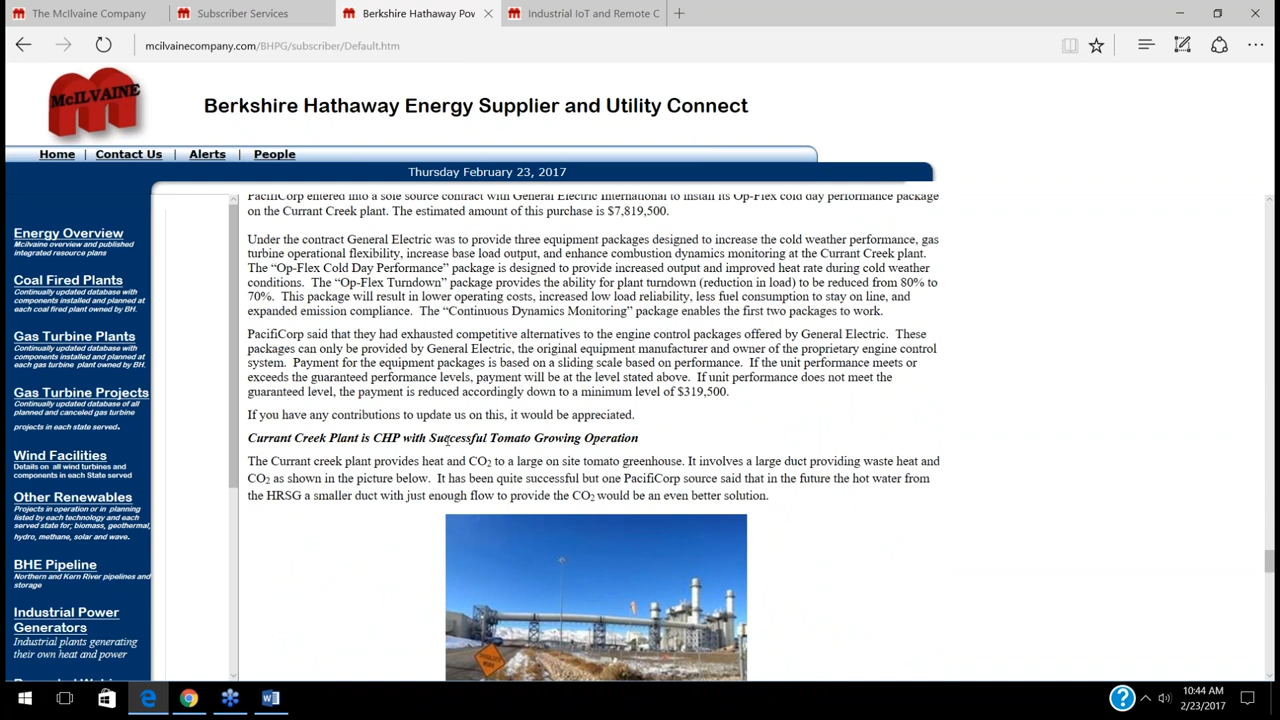 The McIlvaine Company
Subscriber Services
Berkshire Hathaway Pow
Industrial IoT and Remote C
mcilvainecompany.com/BHPG/subscriber/Default.htm
McILVAINE
Berkshire Hathaway Energy Supplier and Utility Connect
Home | Contact Us | Alerts | People
Thursday February 23, 2017
Energy Overview
Mcilvaine overview and published
integrated resource plans
Coal Fired Plants
Continually updated database with
components installed and planned at
each coal fired plant owned by BH.
Gas Turbine Plants
Continually updated database with
components installed and planned at
each gas turbine plant owned by BH.
Gas Turbine Projects
Continually updated database of all
planned and canceled gas turbine
projects in each state served.
Wind Facilities
Details on all wind turbines and
components in each State served
Other Renewables
Projects in operation or in planning
listed by each technology and each
served state for; biomass, geothermal,
hydro, methane, solar and wave.
BHE Pipeline
Northern and Kern River pipelines and
storage
Industrial Power
Generators
Industrial plants generating
their own heat and power
PacifiCorp entered into a sole source contract with General Electric International to install its Op-Flex cold day performance package
on the Currant Creek plant. The estimated amount of this purchase is $7,819,500.
Under the contract General Electric was to provide three equipment packages designed to increase the cold weather performance, gas
turbine operational flexibility, increase base load output, and enhance combustion dynamics monitoring at the Currant Creek plant.
The “Op-Flex Cold Day Performance” package is designed to provide increased output and improved heat rate during cold weather
conditions. The “Op-Flex Turndown” package provides the ability for plant turndown (reduction in load) to be reduced from 80% to
70%. This package will result in lower operating costs, increased low load reliability, less fuel consumption to stay on line, and
expanded emission compliance. The “Continuous Dynamics Monitoring” package enables the first two packages to work.
PacifiCorp said that they had exhausted competitive alternatives to the engine control packages offered by General Electric. These
packages can only be provided by General Electric, the original equipment manufacturer and owner of the proprietary engine control
system. Payment for the equipment packages is based on a sliding scale based on performance. If the unit performance meets or
exceeds the guaranteed performance levels, payment will be at the level stated above. If unit performance does not meet the
guaranteed level, the payment is reduced accordingly down to a minimum level of $319,500.
If you have any contributions to update us on this, it would be appreciated.
Currant Creek Plant is CHP with Successful Tomato Growing Operation
The Currant creek plant provides heat and CO2 to a large on site tomato greenhouse. It involves a large duct providing waste heat and
CO2 as shown in the picture below. It has been quite successful but one PacifiCorp source said that in the future the hot water from
the HRSG a smaller duct with just enough flow to provide the CO2 would be an even better solution.
10:44 AM
2/23/2017